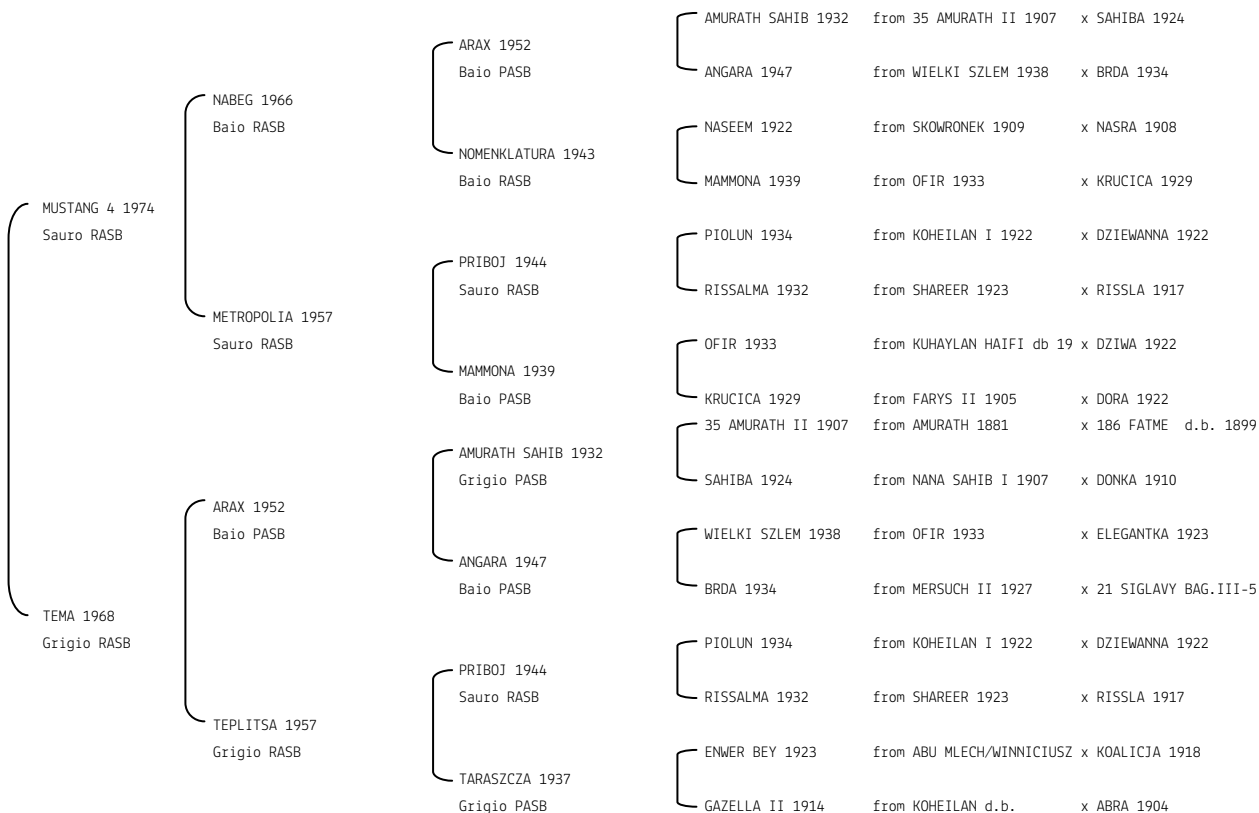 AMURATH SAHIB 1932 from 35 AMURATH II 1907 x SAHIBA 1924
ARAX 1952
Baio PASB
ANGARA 1947 from WIELKI SZLEM 1938 x BRDA 1934
NABEG 1966
Baio RASB
NASEEM 1922 from SKOWRONEK 1909 x NASRA 1908
NOMENKLATURA 1943
Baio RASB
MAMMONA 1939 from OFIR 1933 x KRUCICA 1929
MUSTANG 4 1974
Sauro RASB
PIOLUN 1934 from KOHEILAN I 1922 x DZIEWANNA 1922
PRIBOJ 1944
Sauro RASB
RISSALMA 1932 from SHAREER 1923 x RISSLA 1917
METROPOLIA 1957
Sauro RASB
OFIR 1933 from KUHAYLAN HAIFI db 19 x DZIWA 1922
MAMMONA 1939
Baio PASB
KRUCICA 1929 from FARYS II 1905 x DORA 1922
35 AMURATH II 1907 from AMURATH 1881 x 186 FATME d.b. 1899
AMURATH SAHIB 1932
Grigio PASB
SAHIBA 1924 from NANA SAHIB I 1907 x DONKA 1910
ARAX 1952
Baio PASB
WIELKI SZLEM 1938 from OFIR 1933 x ELEGANTKA 1923
ANGARA 1947
Baio PASB
BRDA 1934 from MERSUCH II 1927 x 21 SIGLAVY BAG.III-5
TEMA 1968
Grigio RASB
PIOLUN 1934 from KOHEILAN I 1922 x DZIEWANNA 1922
PRIBOJ 1944
Sauro RASB
RISSALMA 1932 from SHAREER 1923 x RISSLA 1917
TEPLITSA 1957
Grigio RASB
ENWER BEY 1923 from ABU MLECH/WINNICIUSZ x KOALICJA 1918
TARASZCZA 1937
Grigio PASB
GAZELLA II 1914 from KOHEILAN d.b. x ABRA 1904